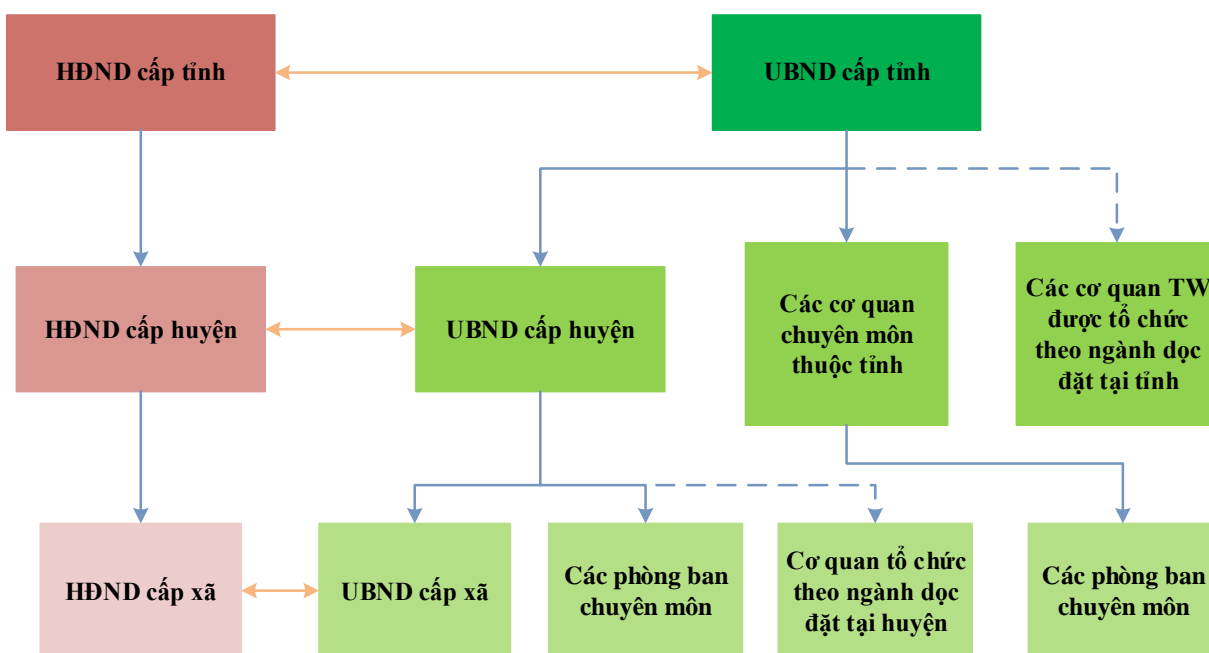 HĐND cấp tỉnh
UBND cấp tỉnh
HĐND cấp huyện
UBND cấp huyện
Các cơ quan
chuyên môn
thuộc tỉnh
Các cơ quan TW
được tổ chức
theo ngành dọc
đặt tại tỉnh
HĐND cấp xã
UBND cấp xã
Các phòng ban
chuyên môn
Cơ quan tổ chức
theo ngành dọc
đặt tại huyện
Các phòng ban
chuyên môn